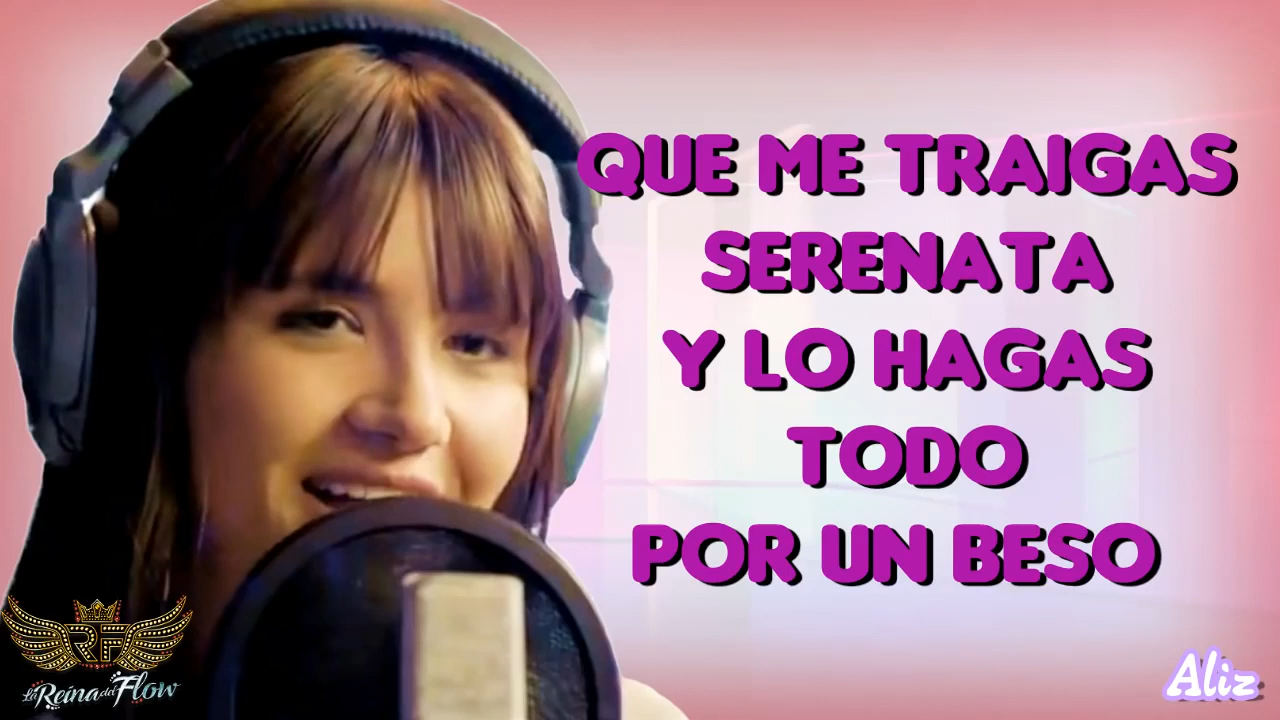 QUE ME TRAIGAS
SERENATA
Y LO HAGAS
TODO
POR UN BESO
RF
La Reina del Flow
Aliz